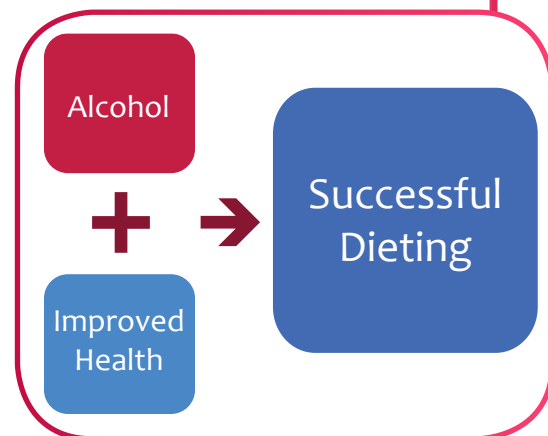 Alcohol
Improved
Health
Successful
Dieting